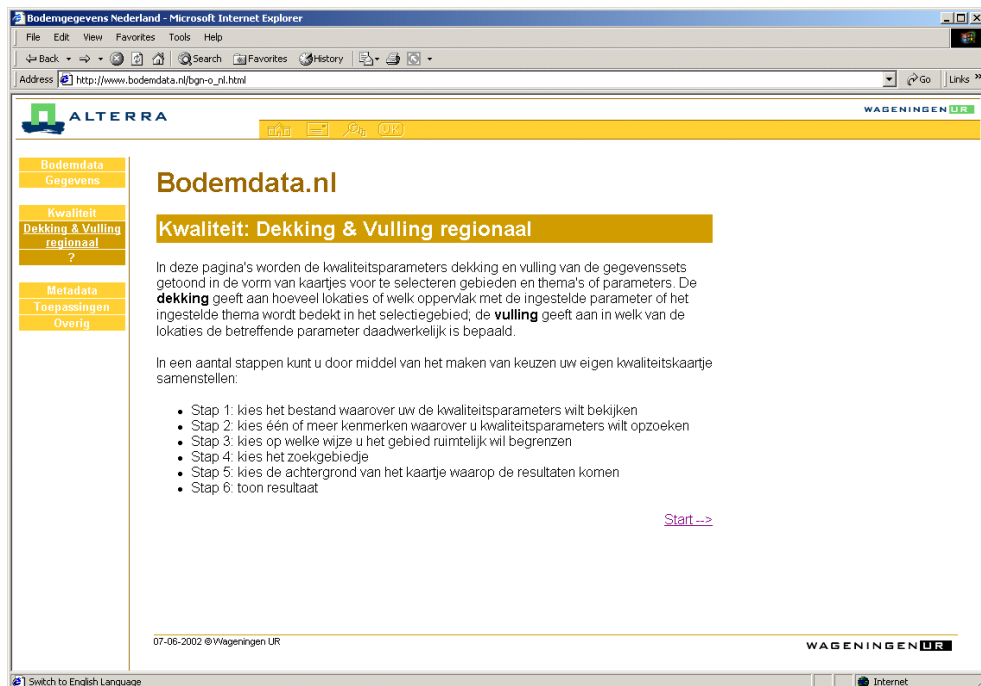 Bodemgegevens Nederland - Microsoft Internet Explorer
File Edit View Favorites Tools Help
Back Search Favorites History
Address http://www.bodemdata.nl/bgn-o_nl.html Go Links »
ALTERRA
WAGENINGEN UR
UK
Bodemdata
Gegevens
Kwaliteit
Dekking & Vulling
regionaal
?
Metadata
Toepassingen
Overig
Bodemdata.nl
Kwaliteit: Dekking & Vulling regionaal
In deze pagina's worden de kwaliteitsparameters dekking en vulling van de gegevenssets
getoond in de vorm van kaartjes voor te selecteren gebieden en thema's of parameters. De
dekking geeft aan hoeveel lokaties of welk oppervlak met de ingestelde parameter of het
ingestelde thema wordt bedekt in het selectiegebied; de vulling geeft aan in welk van de
lokaties de betreffende parameter daadwerkelijk is bepaald.
In een aantal stappen kunt u door middel van het maken van keuzen uw eigen kwaliteitskaartje
samenstellen:
• Stap 1: kies het bestand waarover uw de kwaliteitsparameters wilt bekijken
• Stap 2: kies één of meer kenmerken waarover u kwaliteitsparameters wilt opzoeken
• Stap 3: kies op welke wijze u het gebied ruimtelijk wil begrenzen
• Stap 4: kies het zoekgebiedje
• Stap 5: kies de achtergrond van het kaartje waarop de resultaten komen
• Stap 6: toon resultaat
Start -->
07-06-2002 © Wageningen UR
WAGENINGEN UR
Switch to English Language
Internet